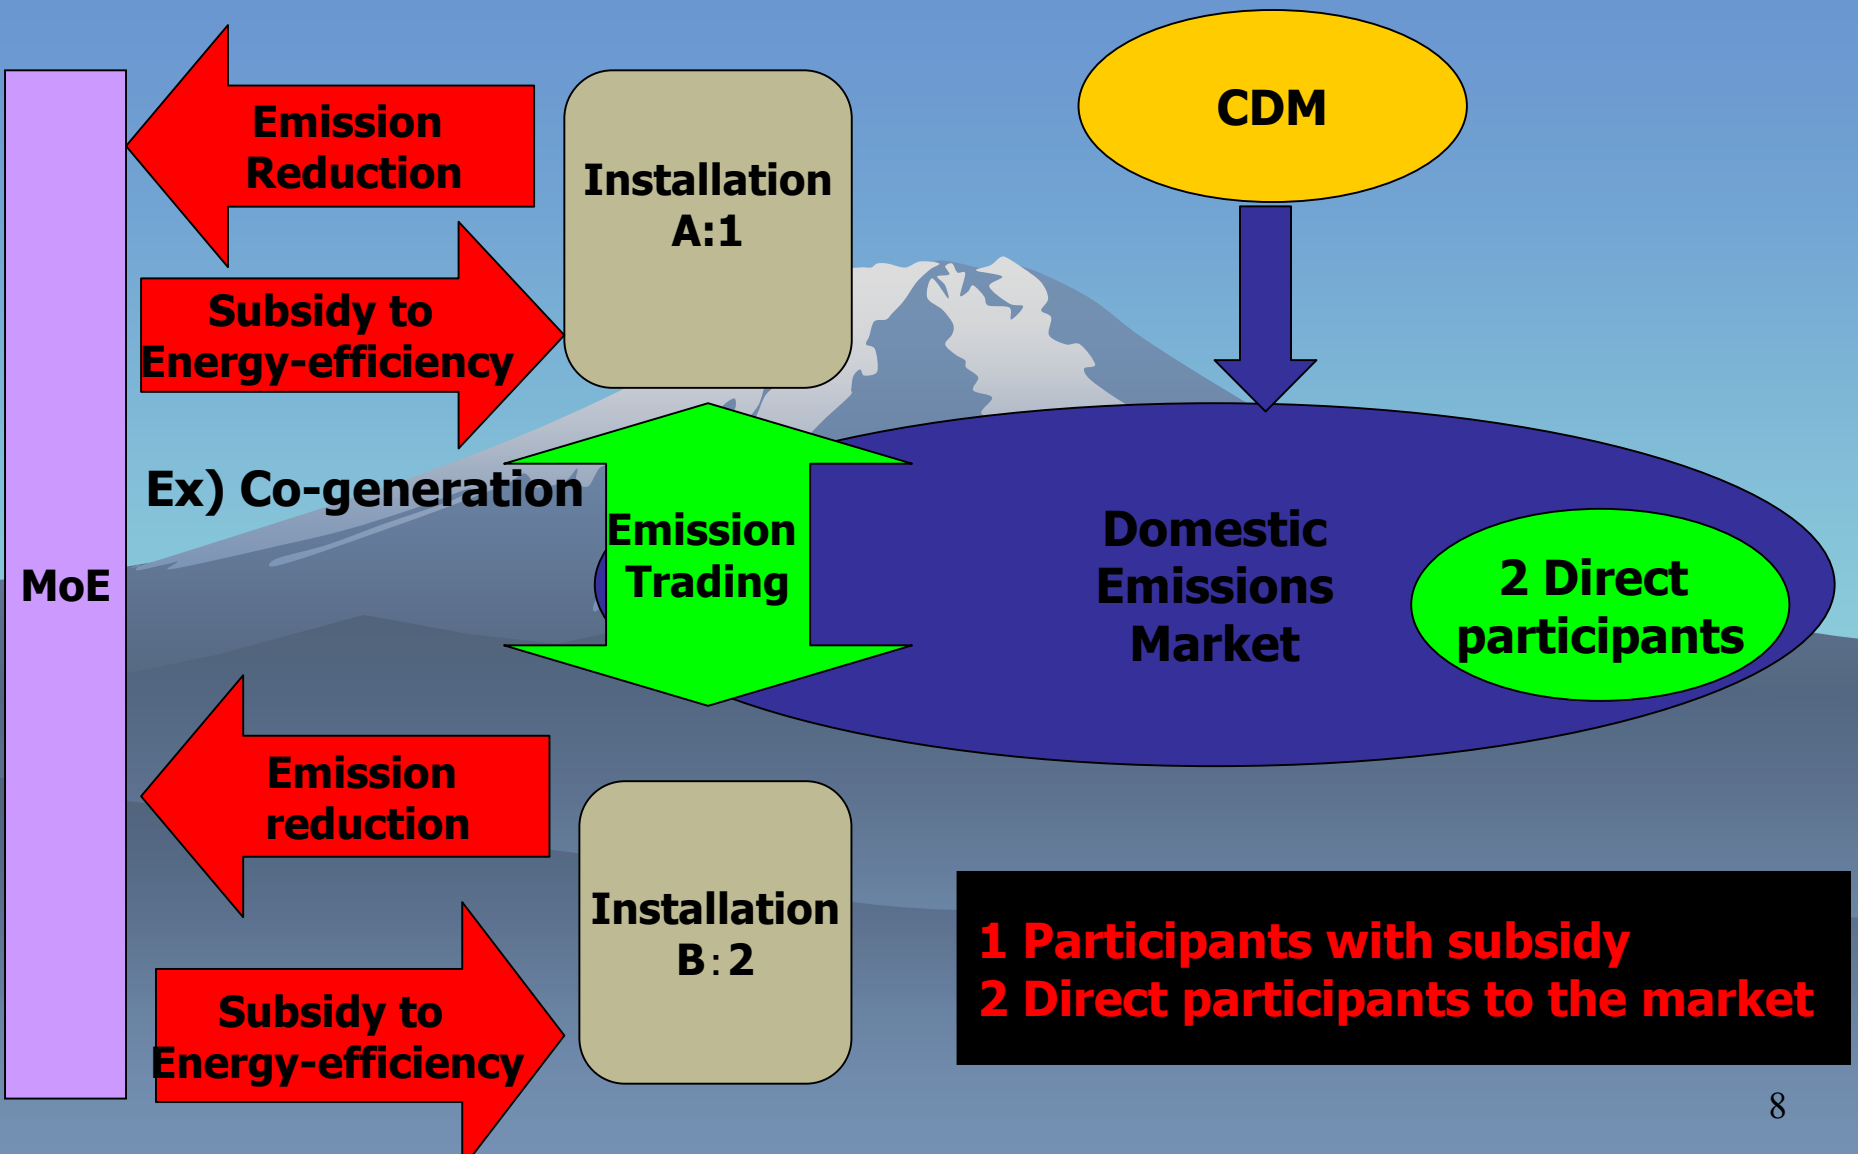 MoE
Emission
Reduction
Subsidy to
Energy-efficiency
Ex) Co-generation
Installation
A:1
CDM
Emission
Trading
Domestic
Emissions
Market
2 Direct
participants
Emission
reduction
Subsidy to
Energy-efficiency
Installation
B:2
1 Participants with subsidy
2 Direct participants to the market
8